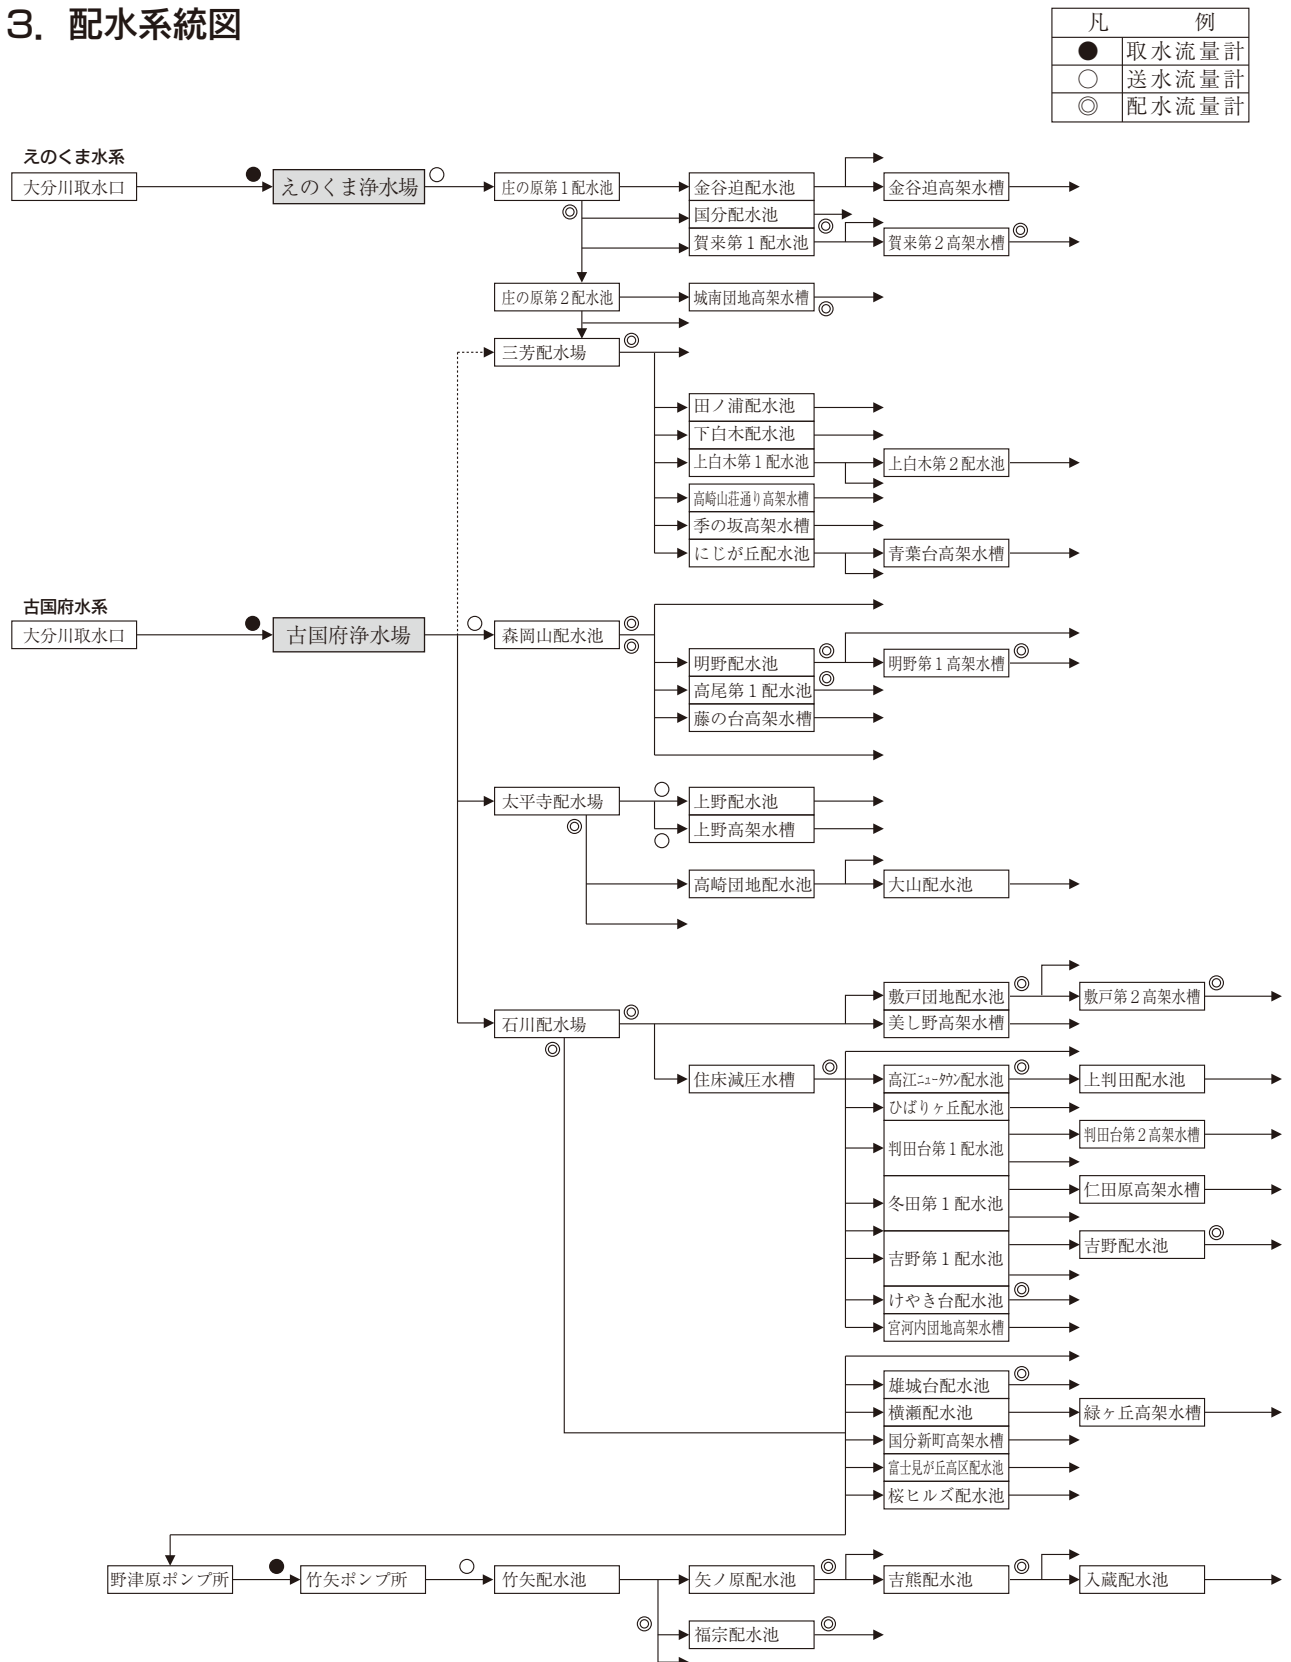 3．配水系統図
凡　例
● 取水流量計
○ 送水流量計
◎ 配水流量計
えのくま水系
大分川取水口
えのくま浄水場
庄の原第1配水池
金谷迫配水池
金谷迫高架水槽
国分配水池
賀来第1配水池
賀来第2高架水槽
庄の原第2配水池
城南団地高架水槽
三芳配水場
田ノ浦配水池
下白木配水池
上白木第1配水池
上白木第2配水池
高崎山荘通り高架水槽
季の坂高架水槽
にじが丘配水池
青葉台高架水槽
古国府水系
大分川取水口
古国府浄水場
森岡山配水池
明野配水池
明野第1高架水槽
高尾第1配水池
藤の台高架水槽
太平寺配水場
上野配水池
上野高架水槽
高崎団地配水池
大山配水池
敷戸団地配水池
敷戸第2高架水槽
石川配水場
美し野高架水槽
住床減圧水槽
高江ニュータウン配水池
上判田配水池
ひばりヶ丘配水池
判田台第1配水池
判田台第2高架水槽
冬田第1配水池
仁田原高架水槽
吉野第1配水池
吉野配水池
けやき台配水池
宮河内団地高架水槽
雄城台配水池
横瀬配水池
緑ヶ丘高架水槽
国分新町高架水槽
富士見が丘高区配水池
桜ヒルズ配水池
野津原ポンプ所
竹矢ポンプ所
竹矢配水池
矢ノ原配水池
吉熊配水池
入蔵配水池
福宗配水池